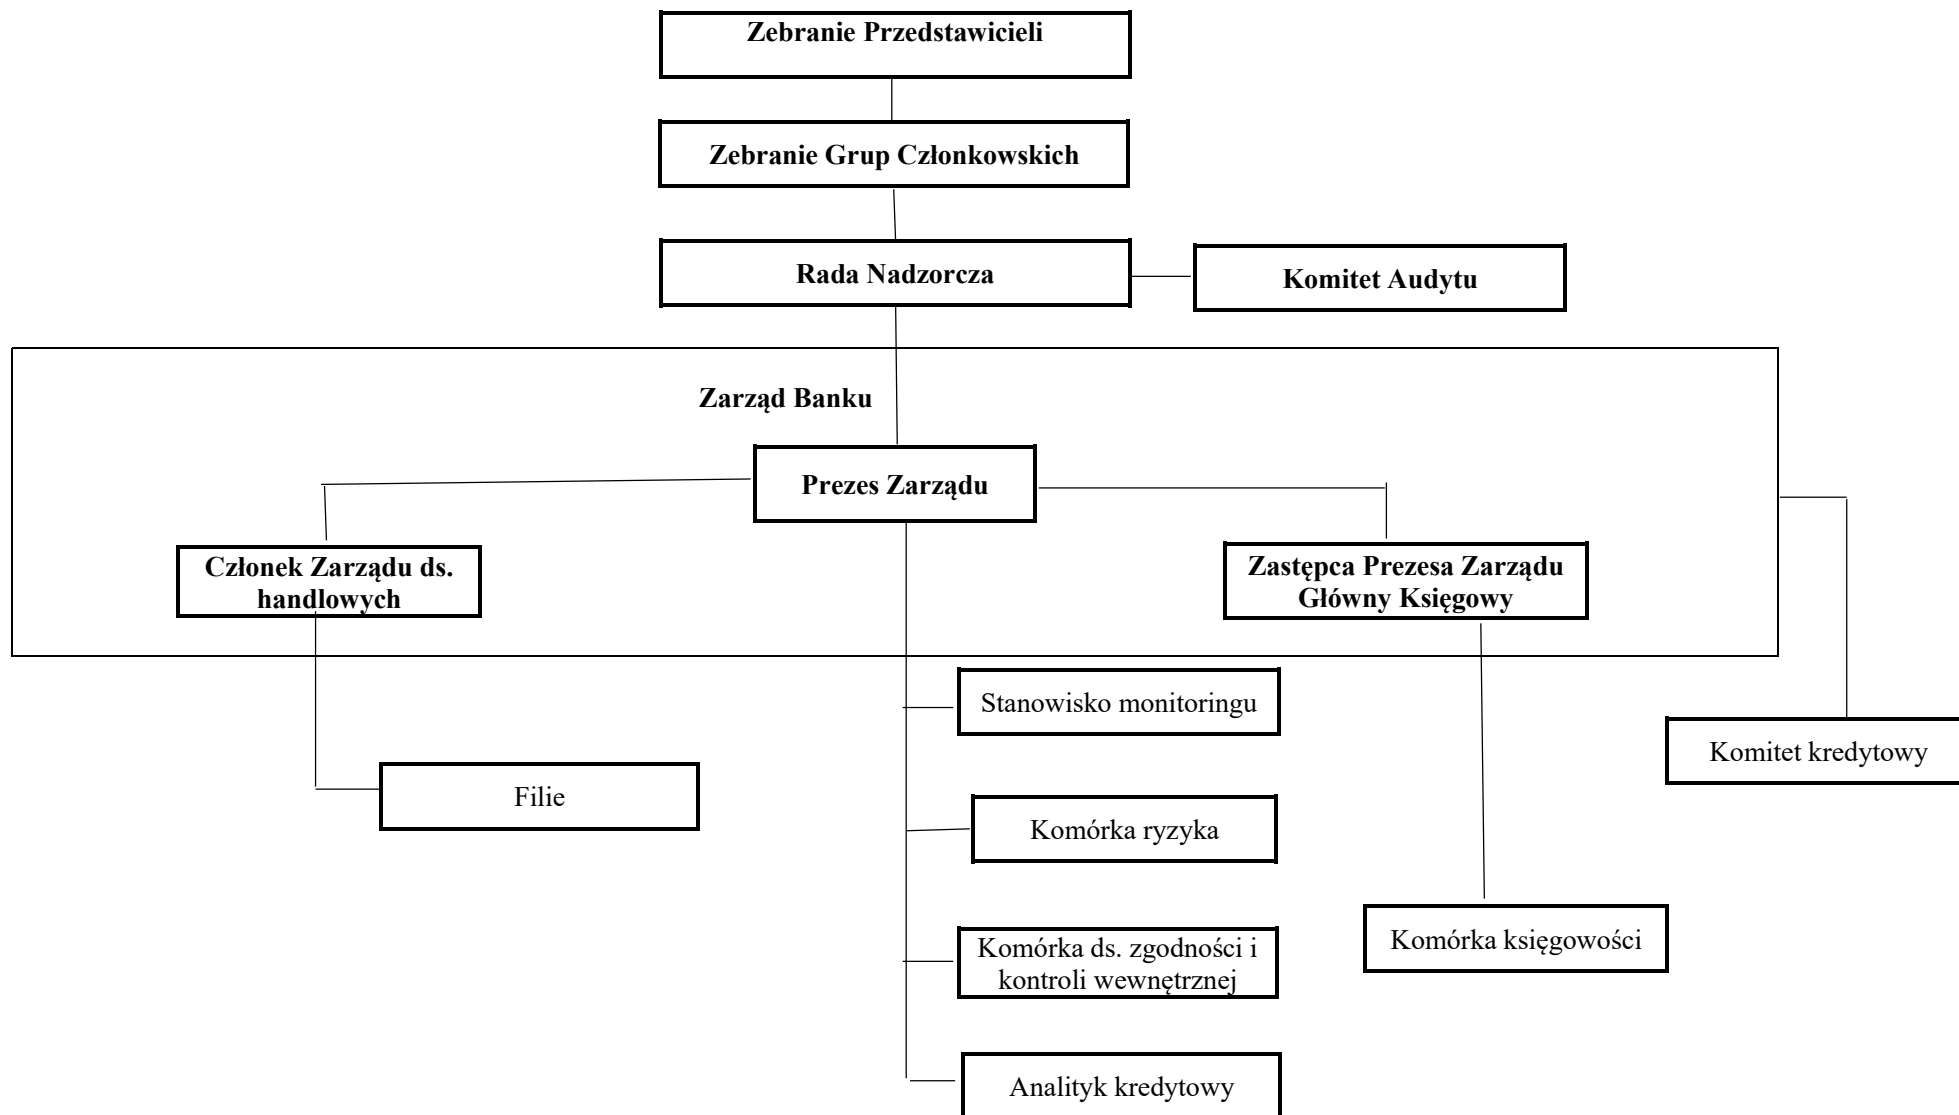 Zebranie Przedstawicieli
Zebranie Grup Członkowskich
Rada Nadzorcza
Komitet Audytu
Zarząd Banku
Prezes Zarządu
Członek Zarządu ds.
handlowych
Zastępca Prezesa Zarządu
Główny Księgowy
Stanowisko monitoringu
Komitet kredytowy
Filie
Komórka ryzyka
Komórka ds. zgodności i
kontroli wewnętrznej
Komórka księgowości
Analityk kredytowy